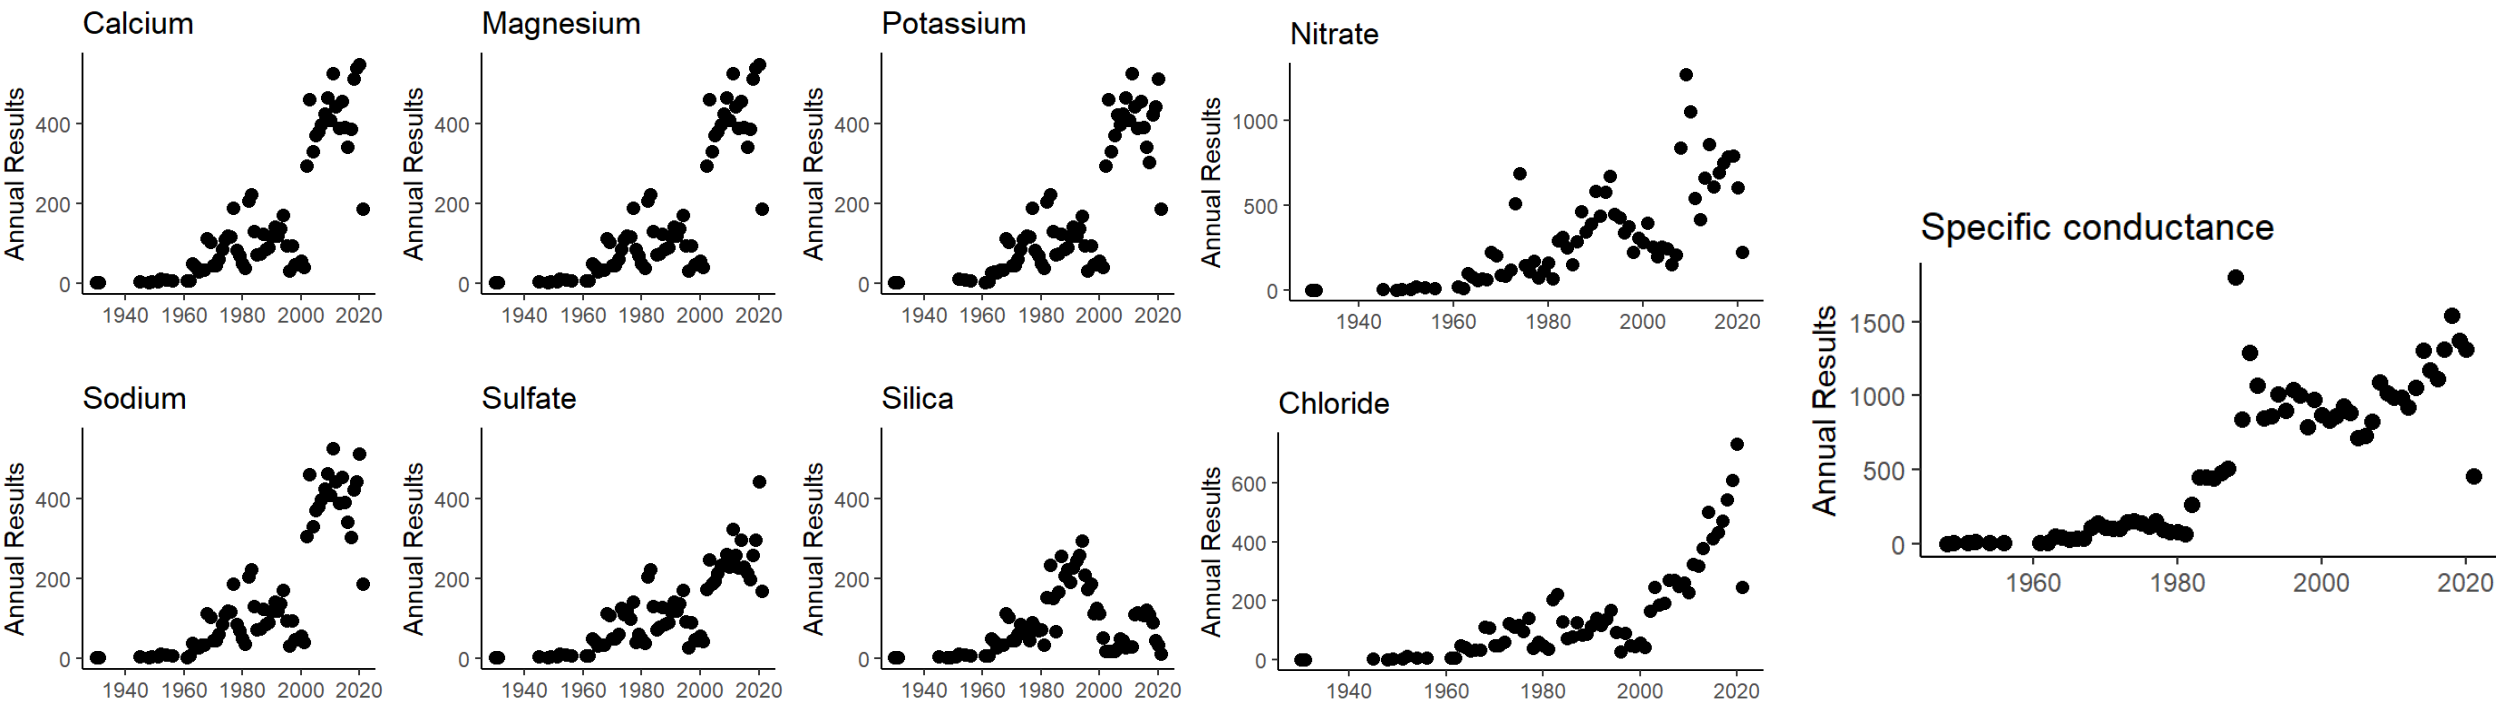 Calcium
Annual Results
400
200
0
1940 1960 1980 2000 2020
Magnesium
Annual Results
400
200
0
1940 1960 1980 2000 2020
Potassium
Annual Results
400
200
0
1940 1960 1980 2000 2020
Nitrate
Annual Results
1000
500
0
1940 1960 1980 2000 2020
Sodium
Annual Results
400
200
0
1940 1960 1980 2000 2020
Sulfate
Annual Results
400
200
0
1940 1960 1980 2000 2020
Silica
Annual Results
400
200
0
1940 1960 1980 2000 2020
Chloride
Annual Results
600
400
200
0
1940 1960 1980 2000 2020
Specific conductance
Annual Results
1500
1000
500
0
1960 1980 2000 2020